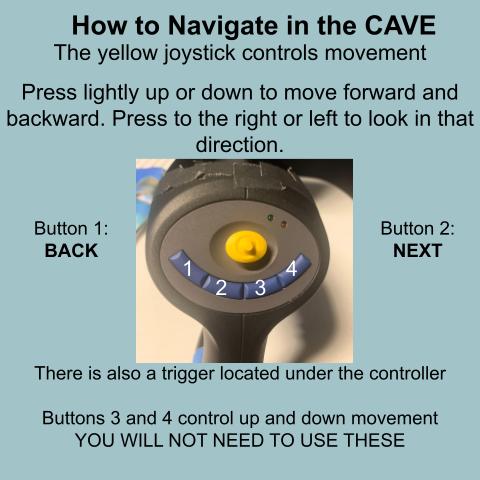 How to Navigate in the CAVE
The yellow joystick controls movement
Press lightly up or down to move forward and
backward. Press to the right or left to look in that
direction.
Button 1:
BACK
Button 2:
NEXT
1
2
3
4
There is also a trigger located under the controller
Buttons 3 and 4 control up and down movement
YOU WILL NOT NEED TO USE THESE